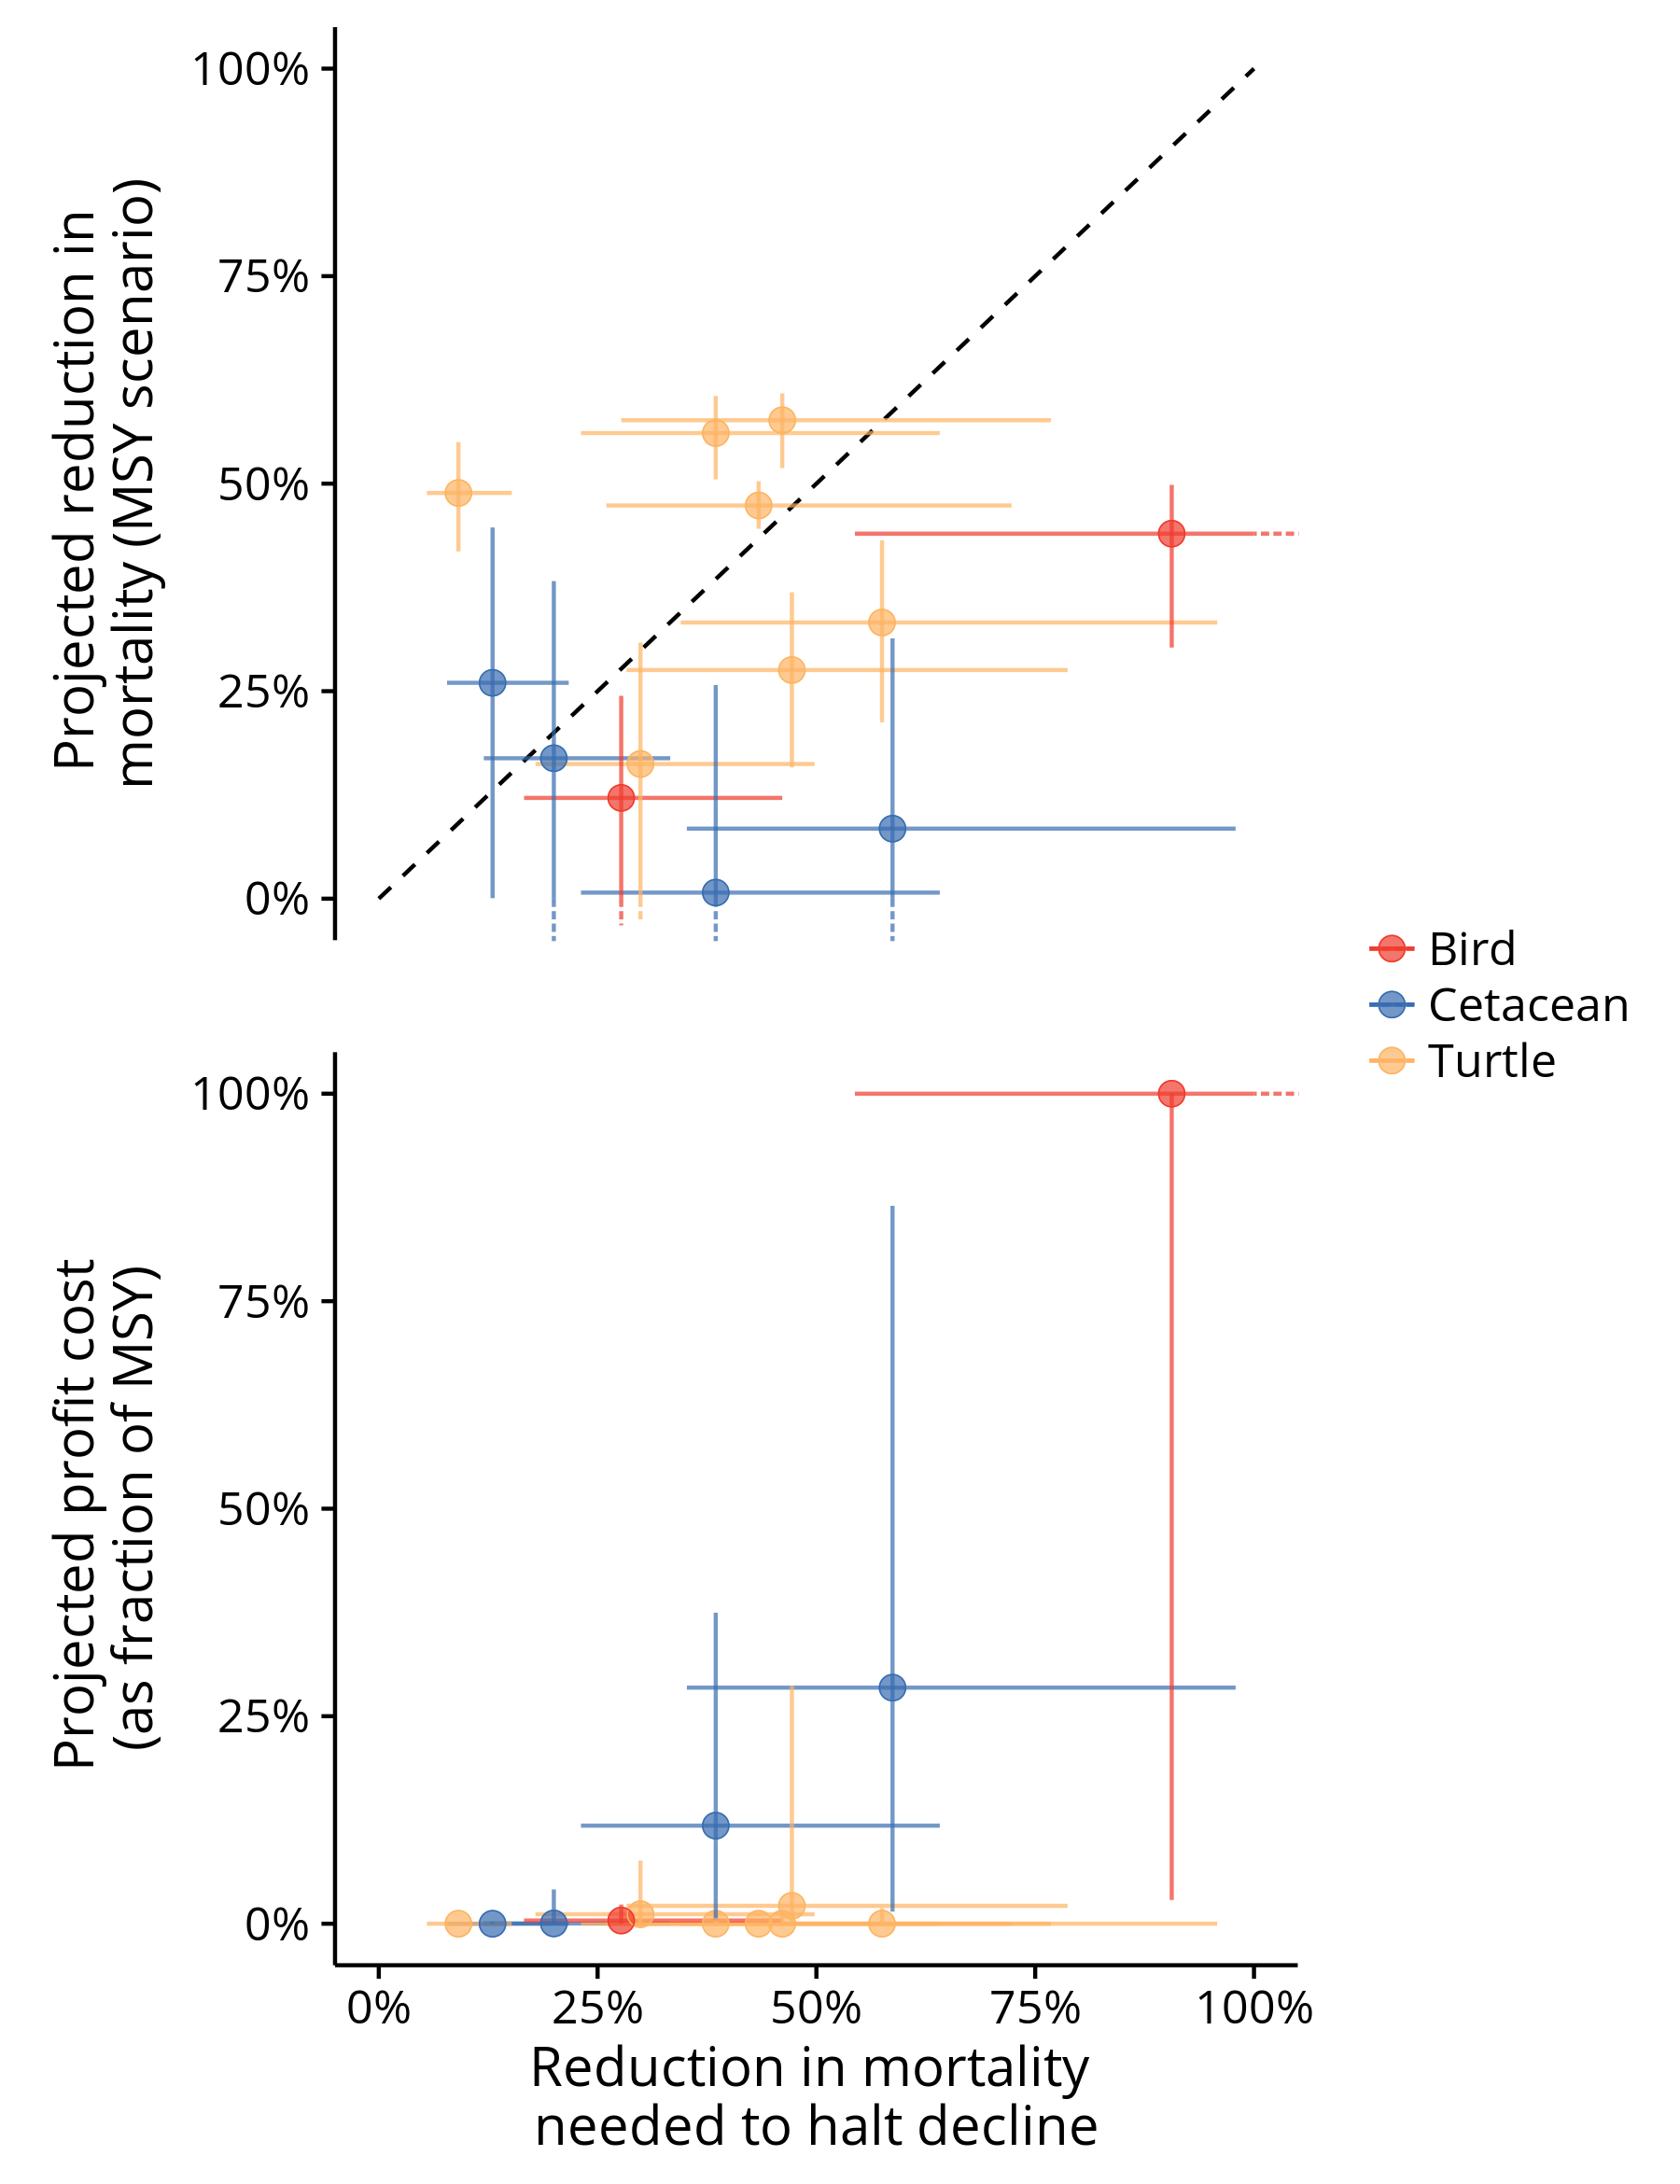 100%
75%
50%
25%
0%
Projected reduction in
mortality (MSY scenario)
Bird
Cetacean
Turtle
100%
75%
50%
25%
0%
Projected profit cost
(as fraction of MSY)
0% 25% 50% 75% 100%
Reduction in mortality
needed to halt decline